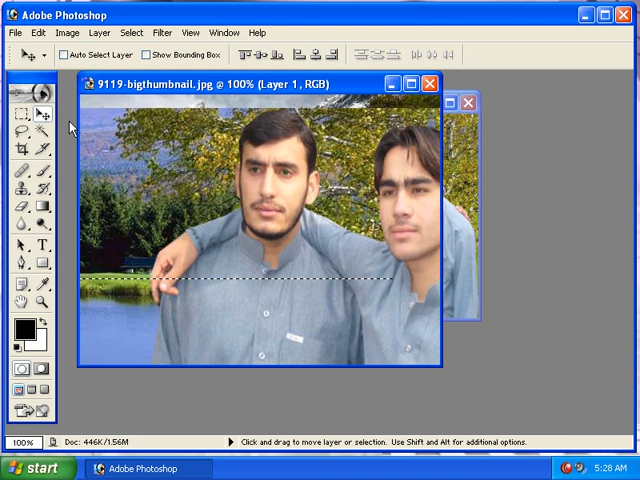 Adobe Photoshop
File Edit Image Layer Select Filter View Window Help
Auto Select Layer Show Bounding Box
9119-bigthumbnail.jpg @ 100% (Layer 1, RGB)
T
100% Doc: 446K/1.56M Click and drag to move layer or selection. Use Shift and Alt for additional options.
start Adobe Photoshop 5:28 AM